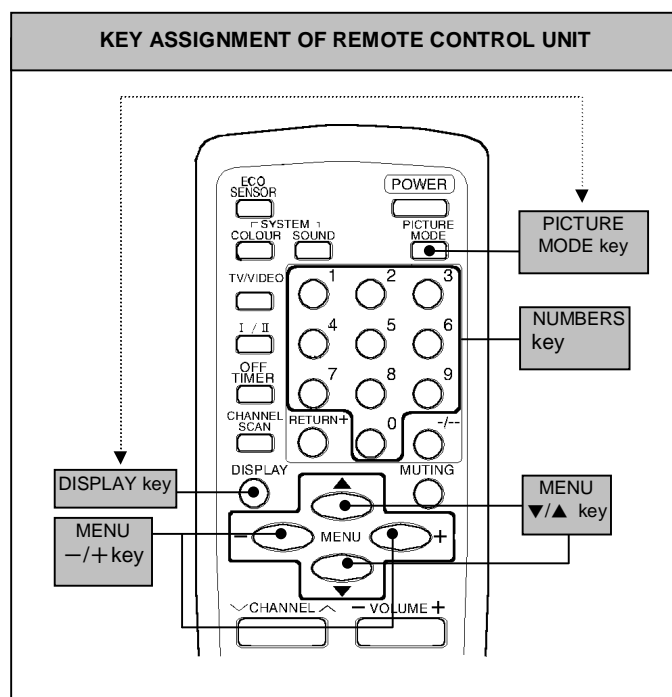 KEY ASSIGNMENT OF REMOTE CONTROL UNIT
ECO
SENSOR
POWER
SYSTEM
COLOUR SOUND
PICTURE
MODE
PICTURE
MODE key
TV/VIDEO
1 2 3
NUMBERS
key
I / II
4 5 6
OFF
TIMER
7 8 9
CHANNEL
SCAN
RETURN+
0
-/--
DISPLAY
MUTING
DISPLAY key
▲
MENU
▼/▲ key
MENU
−/+ key
− MENU +
▼
CHANNEL
− VOLUME +